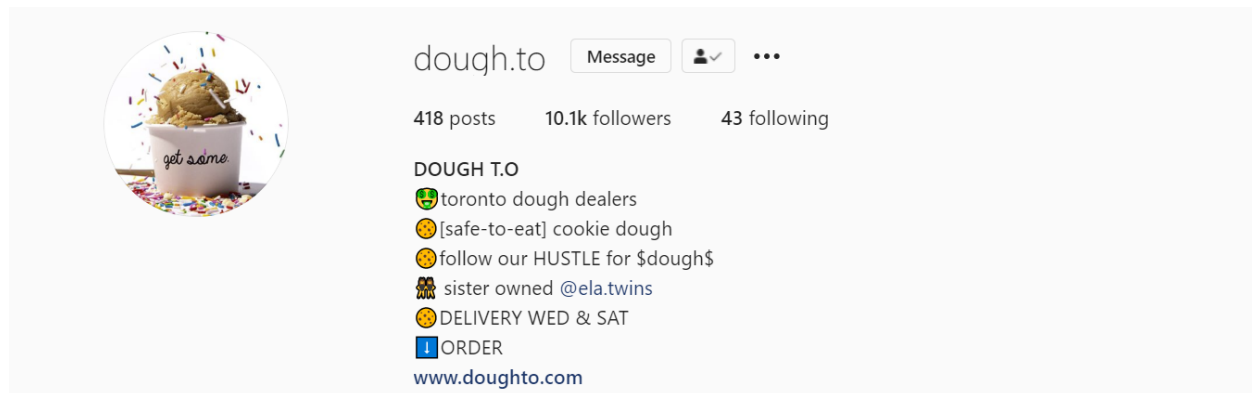 dough.to Message
418 posts 10.1k followers 43 following
get some.
DOUGH T.O
🤑toronto dough dealers
🍪[safe-to-eat] cookie dough
🍪follow our HUSTLE for $dough$
👯 sister owned @ela.twins
🍪DELIVERY WED & SAT
⬇️ORDER
www.doughto.com